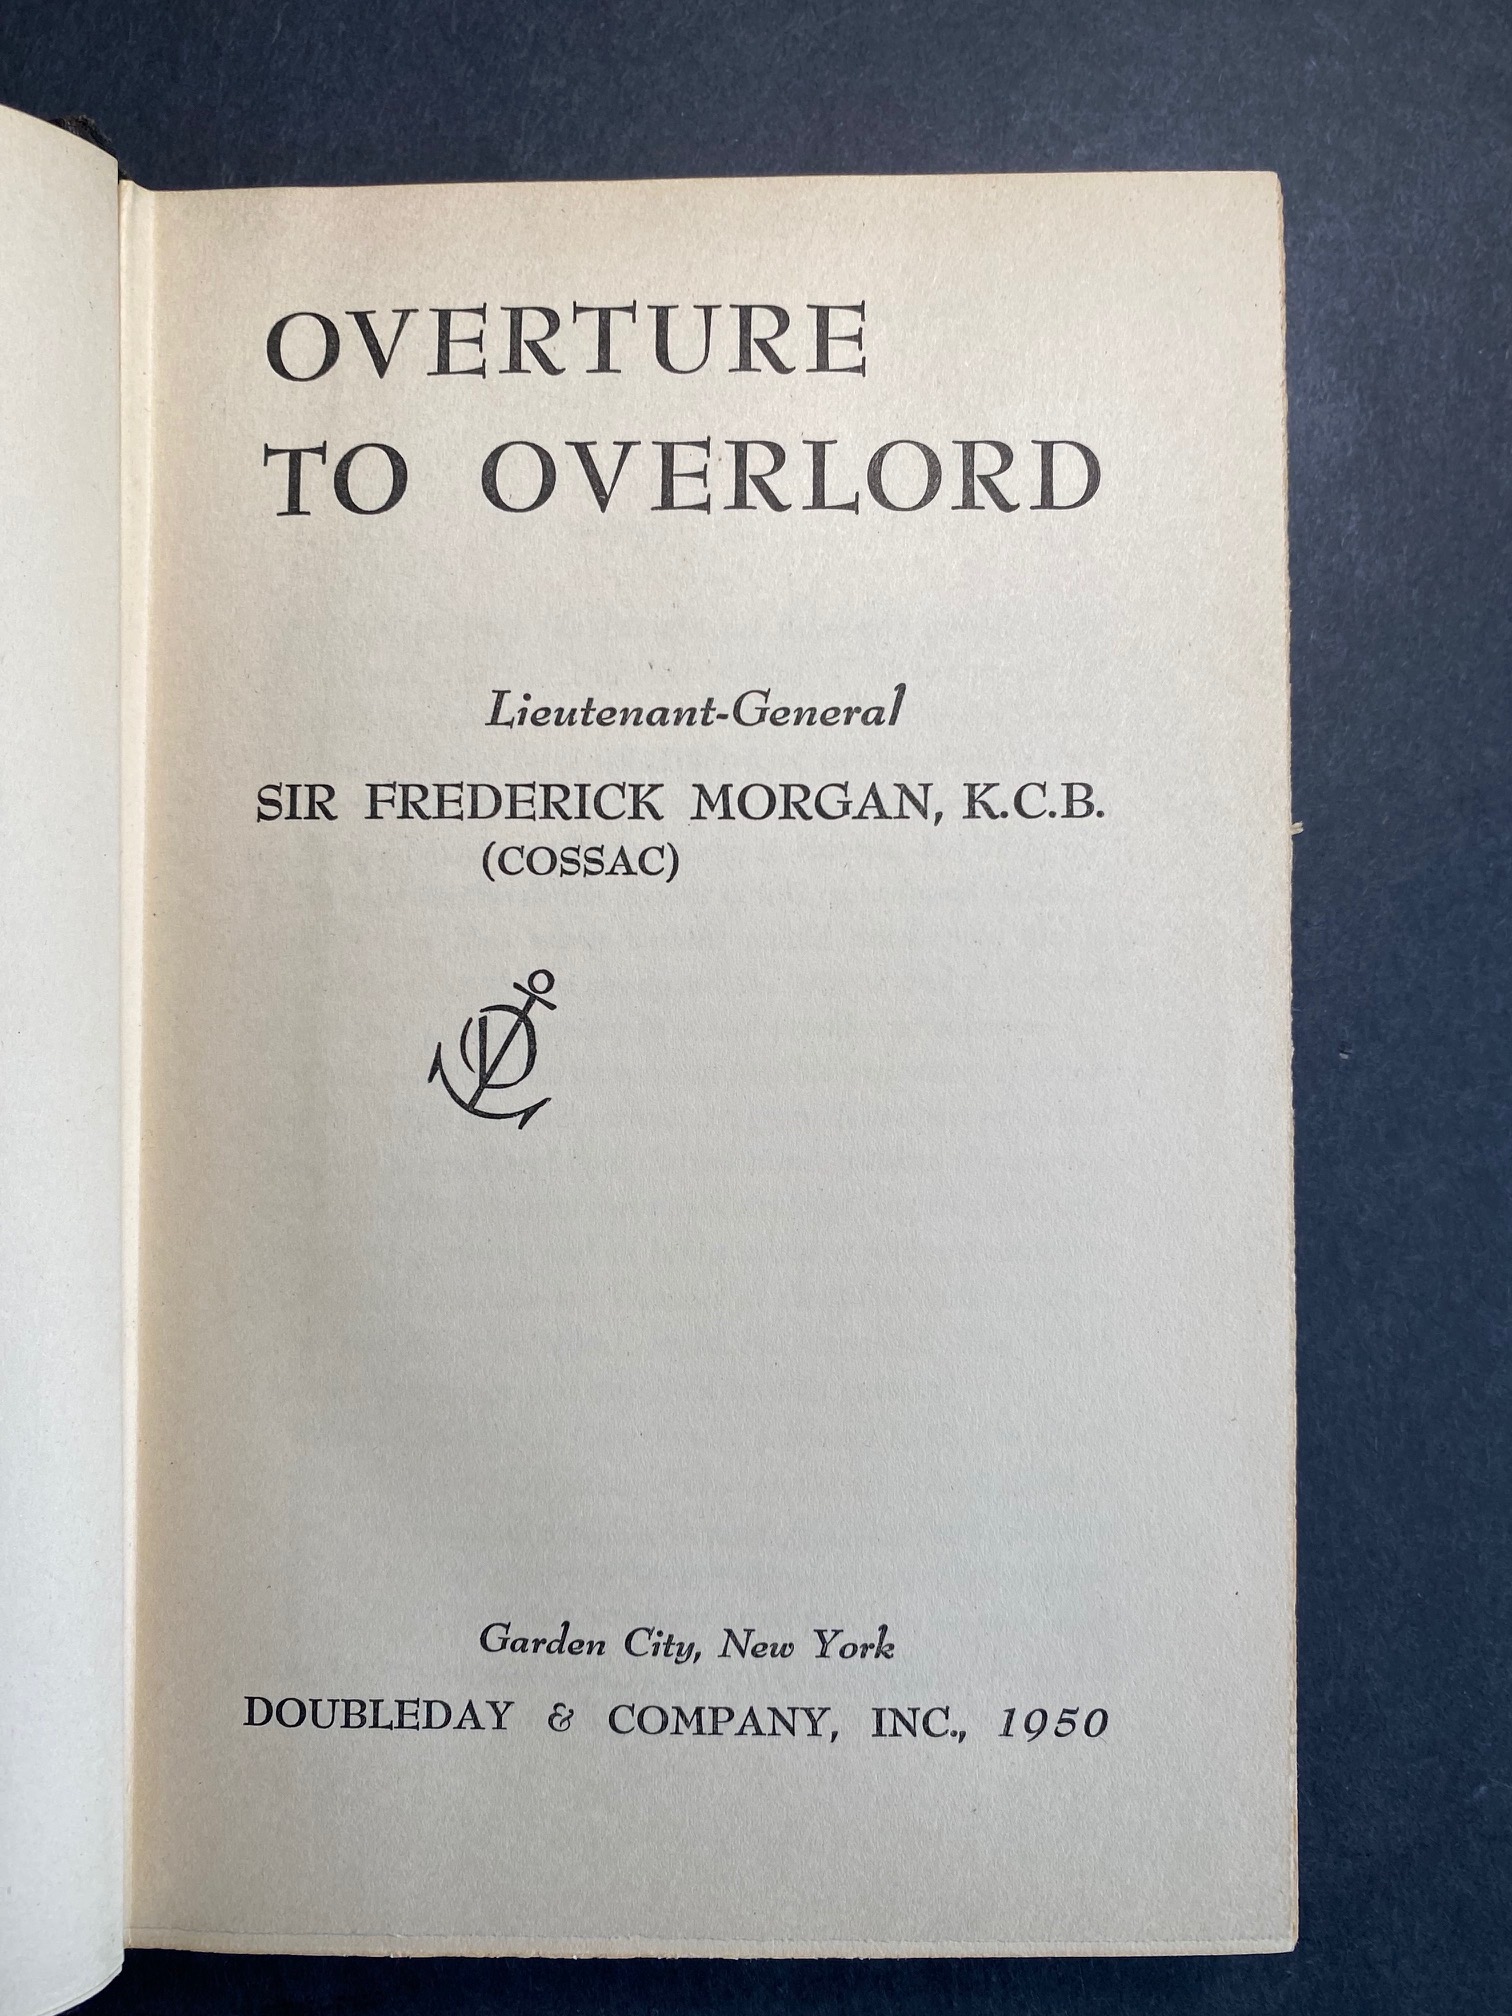 OVERTURE
TO OVERLORD
Lieutenant-General
SIR FREDERICK MORGAN, K.C.B.
(COSSAC)
D
Garden City, New York
DOUBLEDAY & COMPANY, INC., 1950